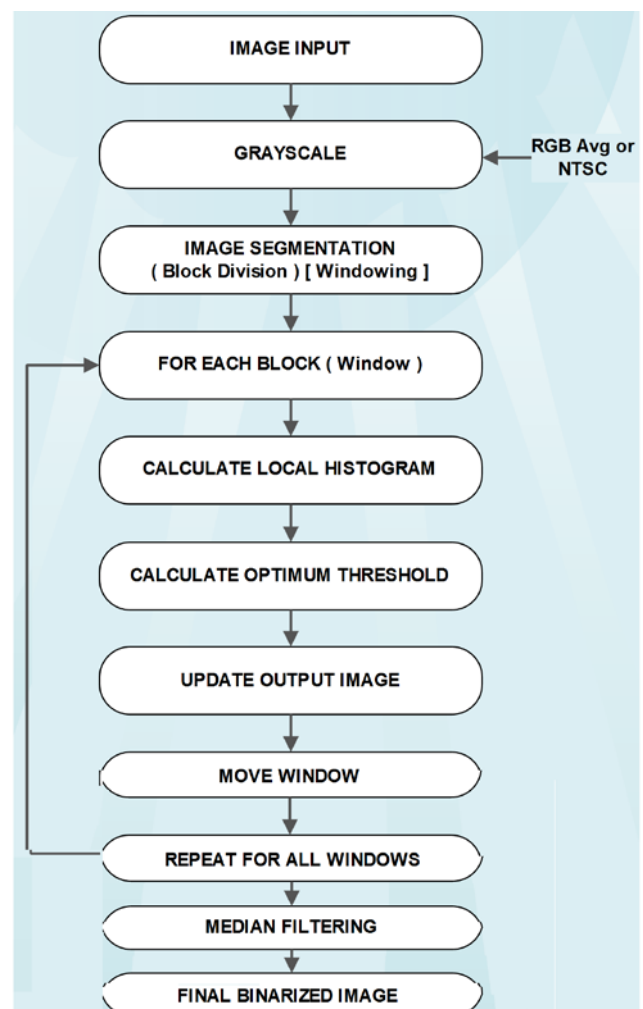 IMAGE INPUT
GRAYSCALE
RGB Avg or
NTSC
IMAGE SEGMENTATION
( Block Division ) [ Windowing ]
FOR EACH BLOCK ( Window )
CALCULATE LOCAL HISTOGRAM
CALCULATE OPTIMUM THRESHOLD
UPDATE OUTPUT IMAGE
MOVE WINDOW
REPEAT FOR ALL WINDOWS
MEDIAN FILTERING
FINAL BINARIZED IMAGE